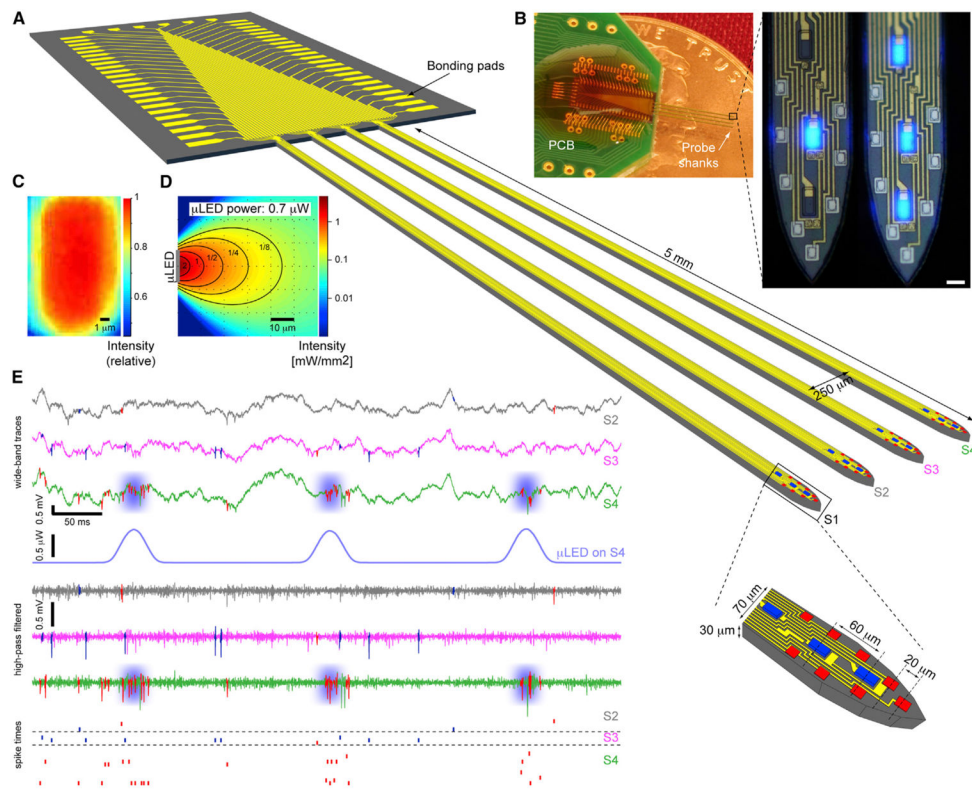 A
Bonding pads
B
WE TRUS
PCB
Probe
shanks
C
1
0.8
0.6
1 μm
Intensity
(relative)
D
μLED power: 0.7 μW
μLED
1
1/2
1/4
1/8
10 μm
1
0.1
0.01
Intensity
[mW/mm2]
5 mm
250 μm
S4
S3
S2
S1
70 μm
30 μm
60 μm
20 μm
E
wide-band traces
S2
S3
S4
0.5 mV
50 ms
0.5 μW
μLED on S4
high-pass filtered
0.5 mV
spike times
S2
S3
S4